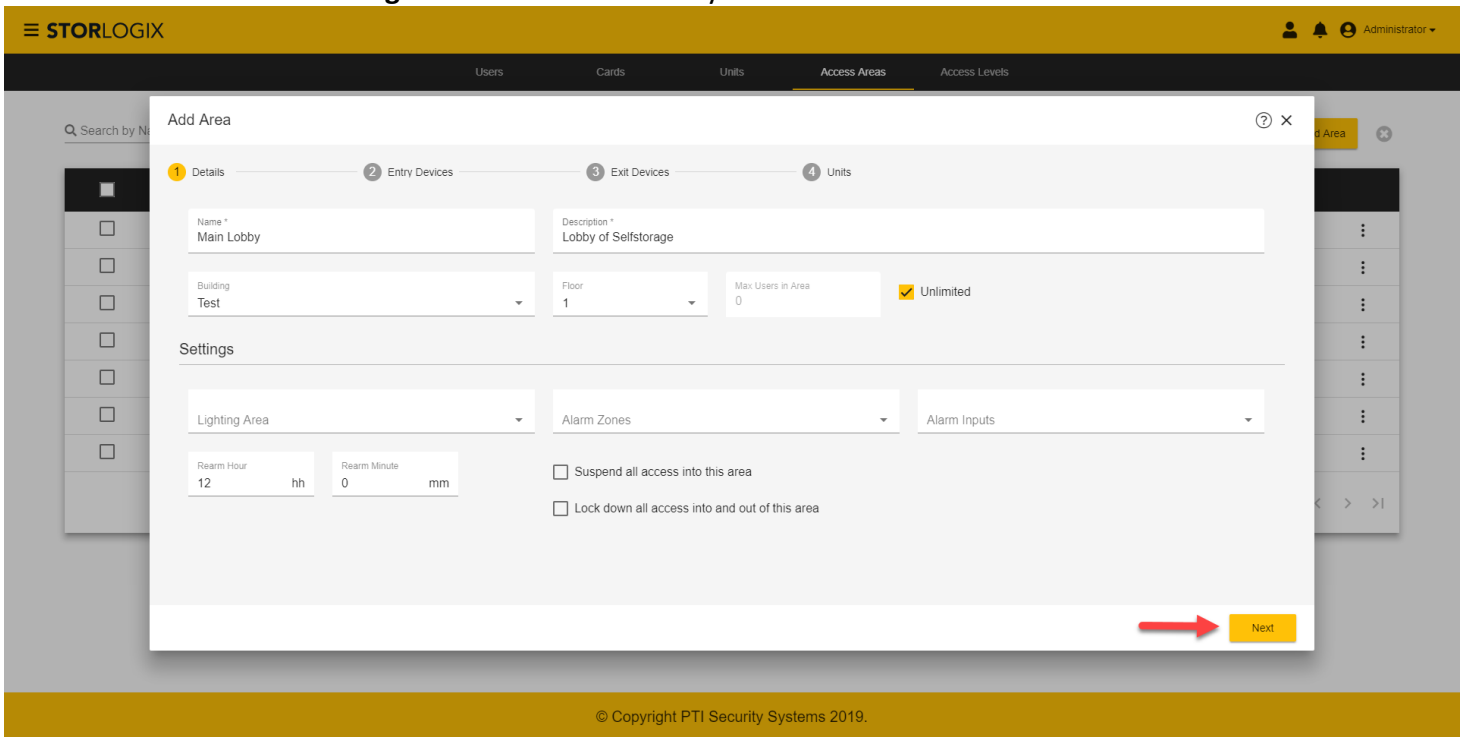 STORLOGIX
Administrator
Users Cards Units Access Areas Access Levels
Add Area
Search by Na
d Area
1 Details 2 Entry Devices 3 Exit Devices 4 Units
Name * Description *
Main Lobby Lobby of Selfstorage
Building Floor Max Users in Area
Test 1 0 Unlimited
Settings
Lighting Area Alarm Zones Alarm Inputs
Rearm Hour Rearm Minute
12 hh 0 mm
Suspend all access into this area
Lock down all access into and out of this area
Next
© Copyright PTI Security Systems 2019.